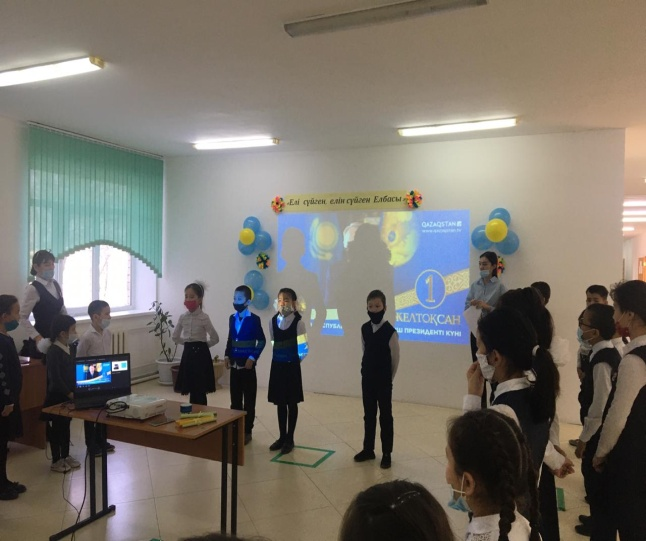 «Елі сүйген, елін сүйген Елбасы»
QAZAQSTAN
1
ЖЕЛТОҚСАН
ПРЕЗИДЕНТІ КҮНІ